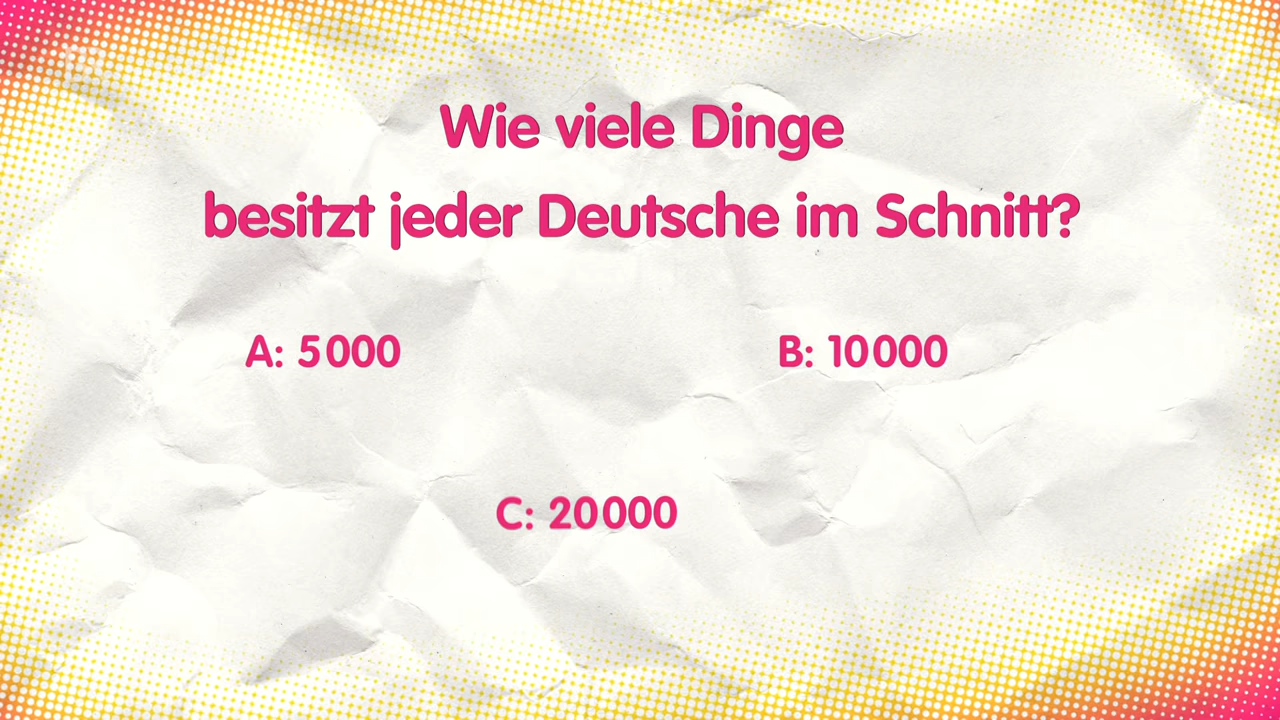 Wie viele Dinge
besitzt jeder Deutsche im Schnitt?
A: 5000
B: 10000
C: 20000